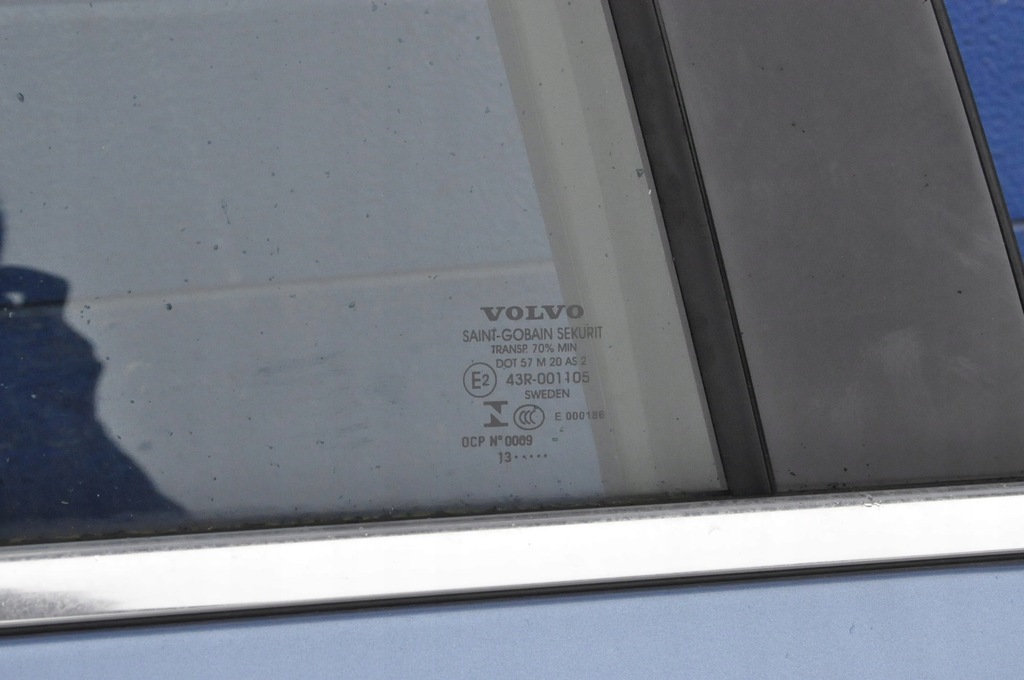 VOLVO
SAINT-GOBAIN SEKURIT
TRANSP. 70% MIN
DOT 57 M 20 AS 2
E2 43R-001105
SWEDEN
CCC E 000186
OCP N° 0089
13·····